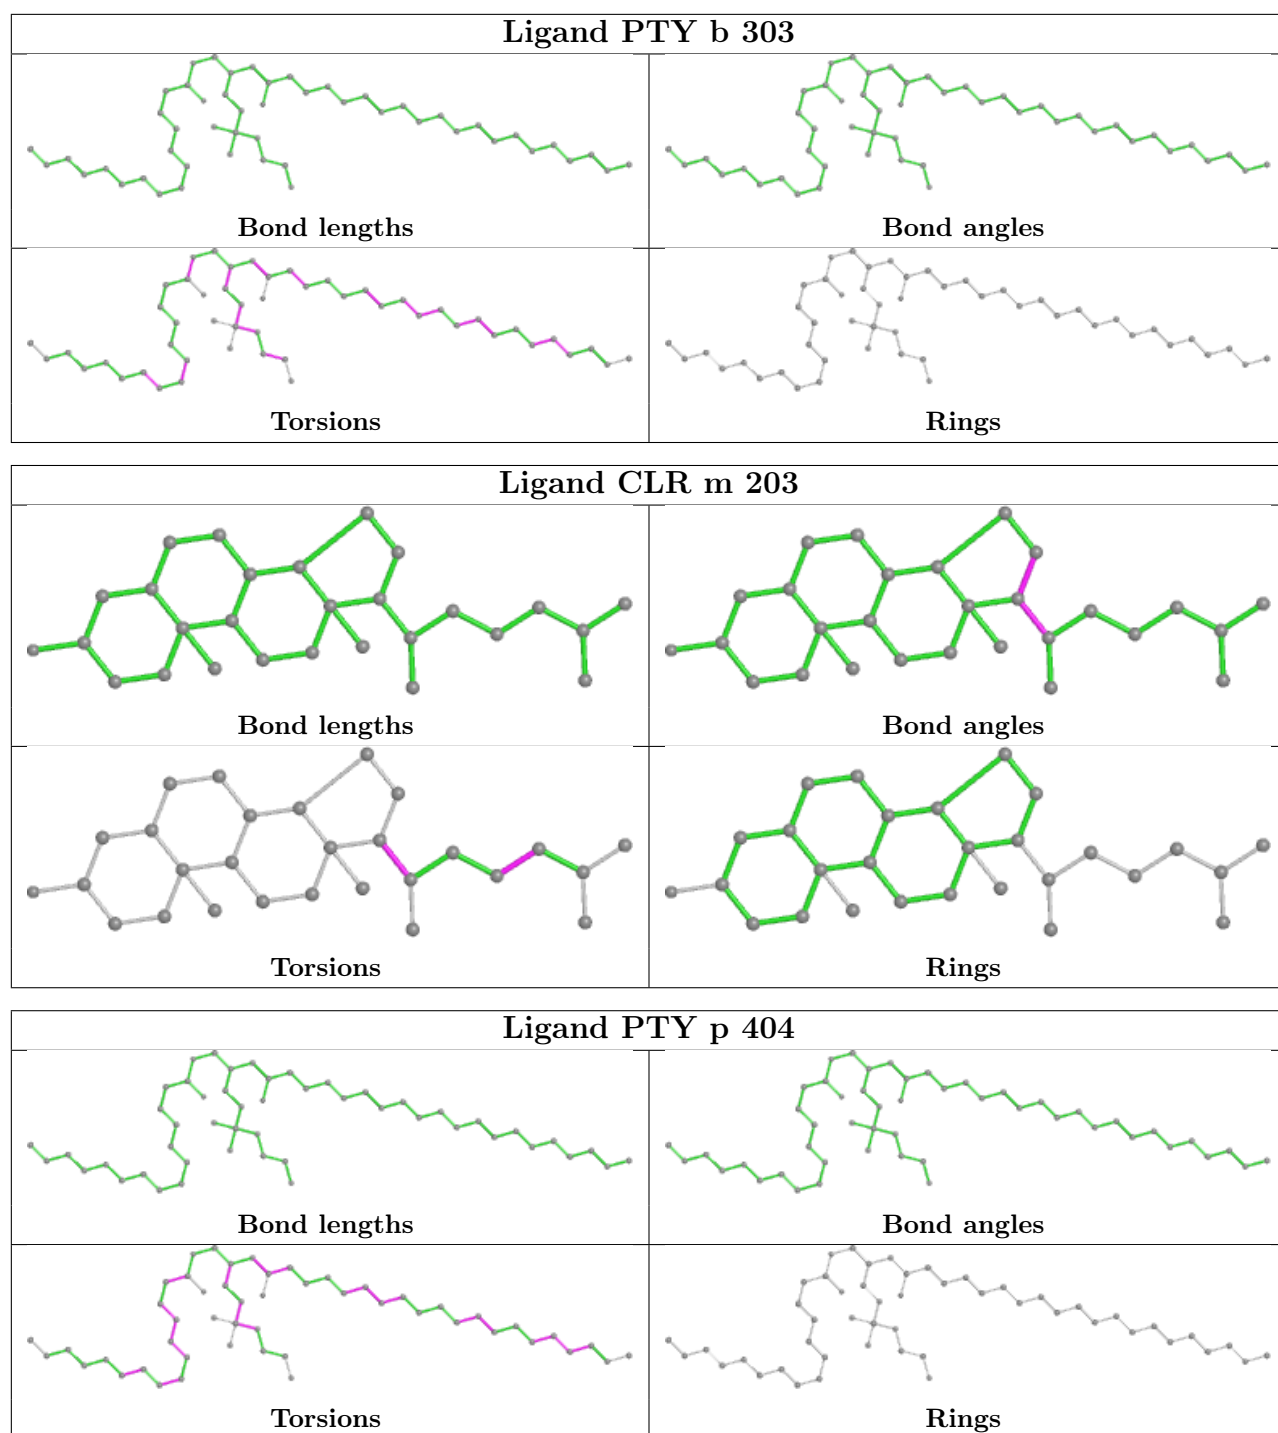 Ligand PTY b 303
Bond lengths
Bond angles
Torsions
Rings
Ligand CLR m 203
Bond lengths
Bond angles
Torsions
Rings
Ligand PTY p 404
Bond lengths
Bond angles
Torsions
Rings